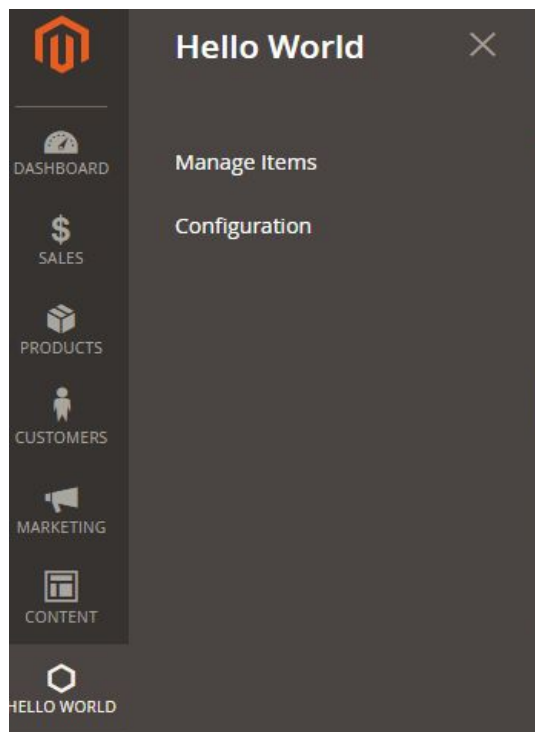 Hello World
Manage Items
Configuration
DASHBOARD
SALES
PRODUCTS
CUSTOMERS
MARKETING
CONTENT
HELLO WORLD